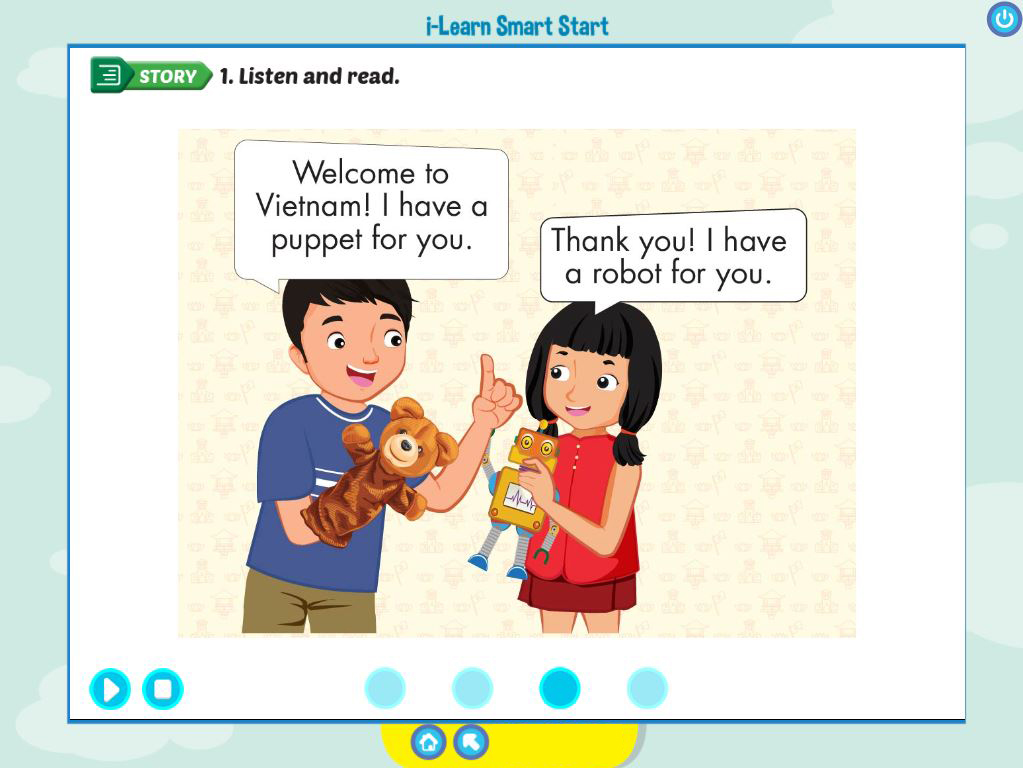 i-Learn Smart Start
STORY 1. Listen and read.
Welcome to
Vietnam! I have a
puppet for you.
Thank you! I have
a robot for you.